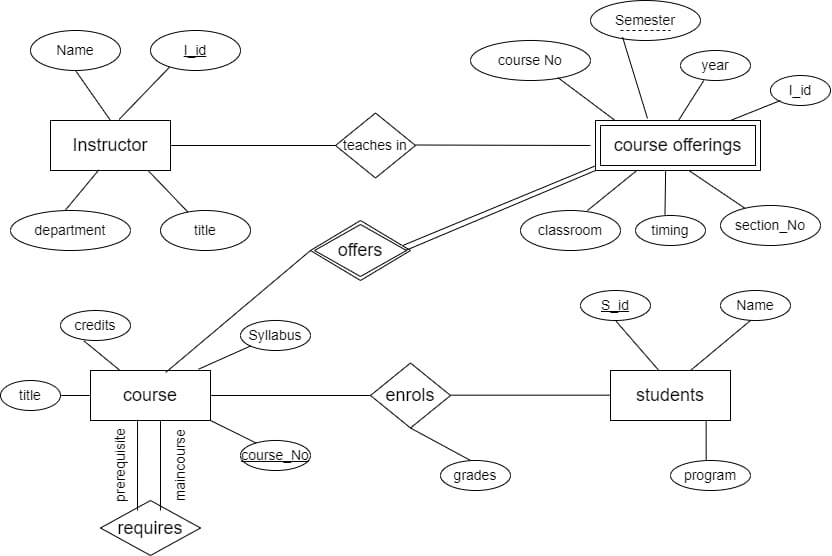 Semester
Name
I_id
course No
year
I_id
Instructor
teaches in
course offerings
department
title
classroom
timing
section_No
offers
credits
Syllabus
S_id
Name
title
course
enrols
students
prerequisite
maincourse
course_No
grades
program
requires